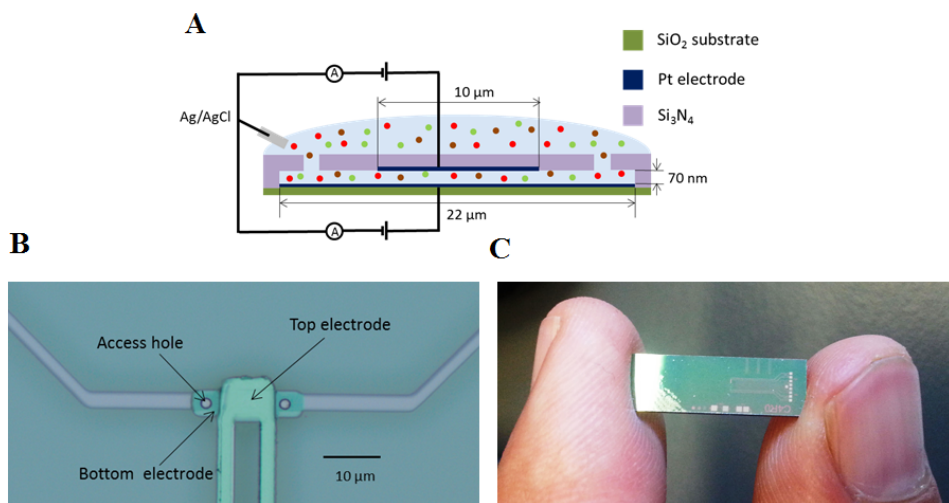 A
SiO₂ substrate
Pt electrode
Si₃N₄
10 µm
Ag/AgCl
A
70 nm
22 µm
A
B
C
Access hole
Top electrode
Bottom electrode
10 µm